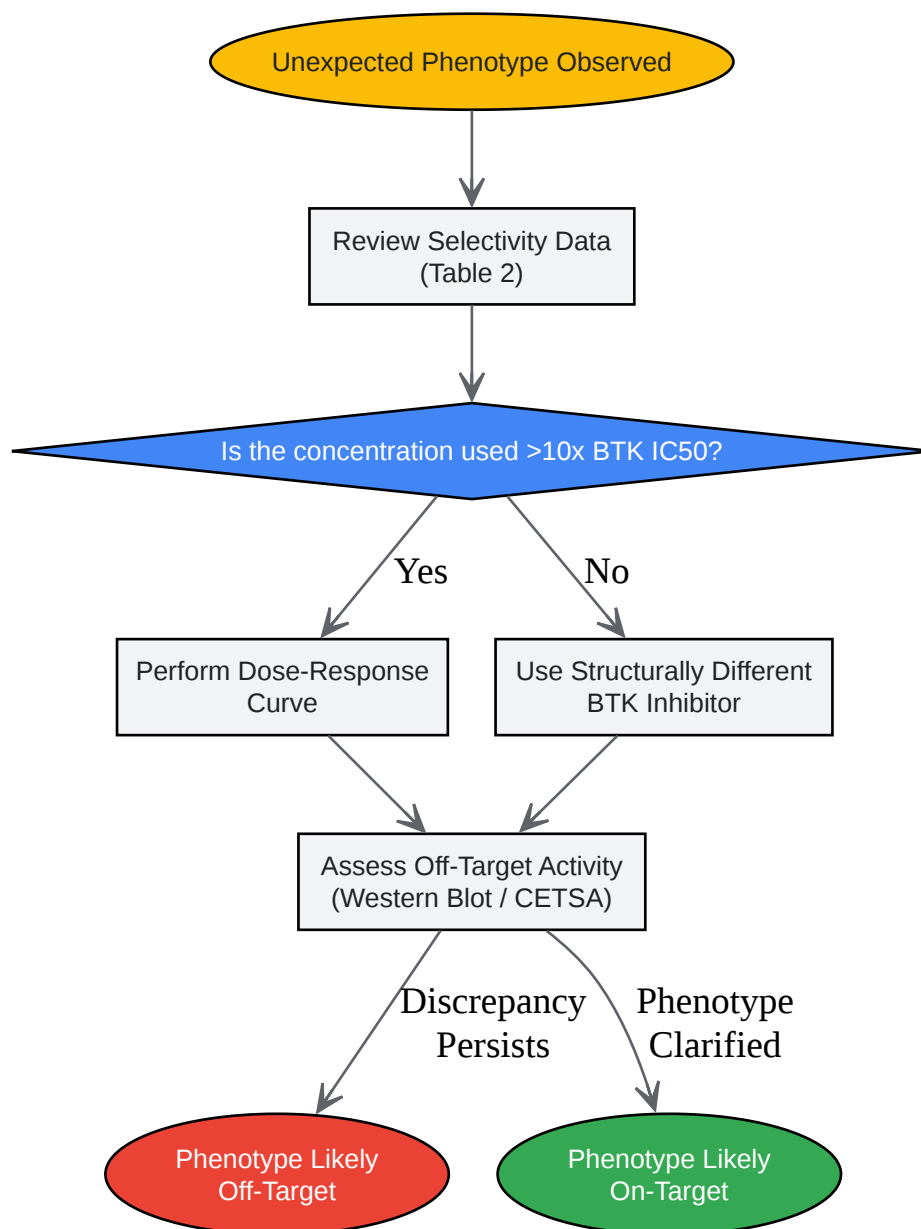 Unexpected Phenotype Observed
Review Selectivity Data
(Table 2)
Is the concentration used >10x BTK IC50?
Yes
No
Perform Dose-Response
Curve
Use Structurally Different
BTK Inhibitor
Assess Off-Target Activity
(Western Blot / CETSA)
Discrepancy
Persists
Phenotype
Clarified
Phenotype Likely
Off-Target
Phenotype Likely
On-Target